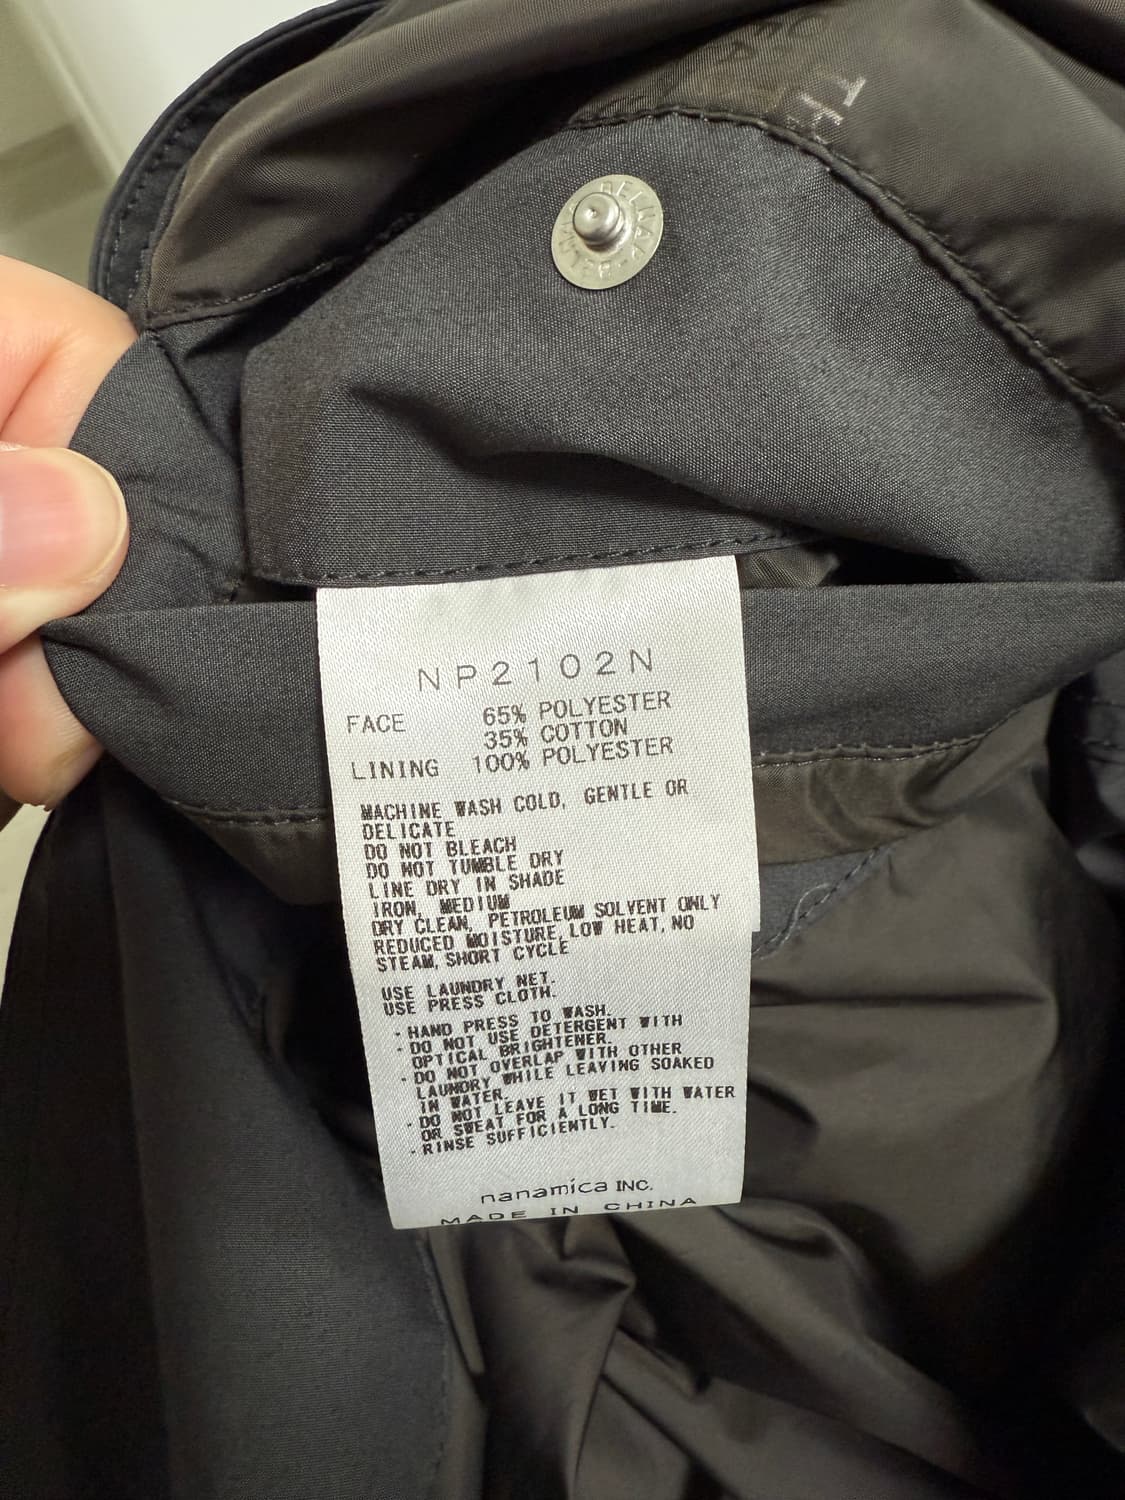 NP2102N
FACE 65% POLYESTER
35% COTTON
LINING 100% POLYESTER
MACHINE WASH COLD, GENTLE OR
DELICATE
DO NOT BLEACH
DO NOT TUMBLE DRY
LINE DRY IN SHADE
IRON, MEDIUM
DRY CLEAN, PETROLEUM SOLVENT ONLY
REDUCED MOISTURE, LOW HEAT, NO
STEAM, SHORT CYCLE
USE LAUNDRY NET.
USE PRESS CLOTH.
- HAND PRESS TO WASH.
- DO NOT USE DETERGENT WITH
OPTICAL BRIGHTENER.
- DO NOT OVERLAP WITH OTHER
LAUNDRY WHILE LEAVING SOAKED
IN WATER.
- DO NOT LEAVE IT WET WITH WATER
OR SWEAT FOR A LONG TIME.
- RINSE SUFFICIENTLY.
nanamica INC.
MADE IN CHINA